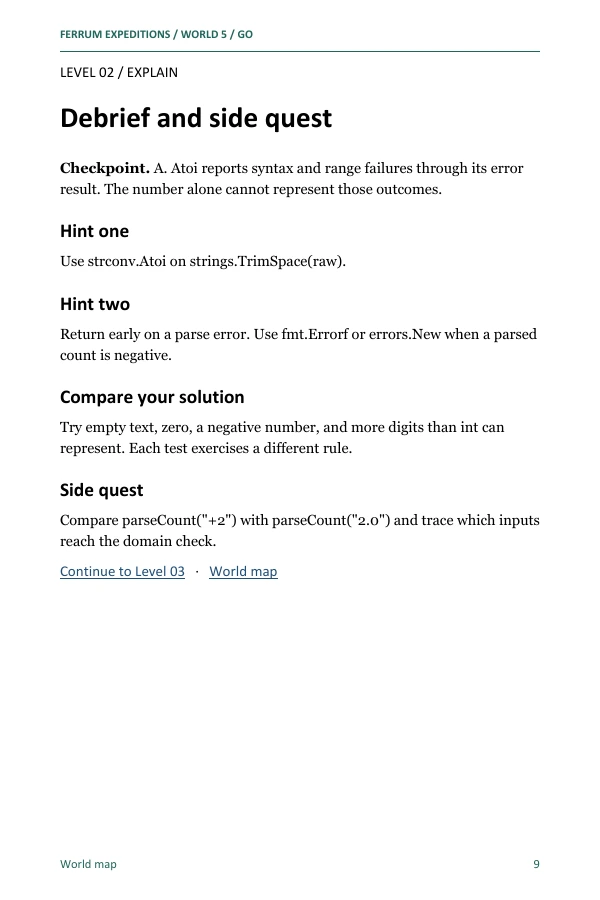 FERRUM EXPEDITIONS / WORLD 5 / GO
LEVEL 02 / EXPLAIN
Debrief and side quest
Checkpoint. A. Atoi reports syntax and range failures through its error
result. The number alone cannot represent those outcomes.
Hint one
Use strconv.Atoi on strings.TrimSpace(raw).
Hint two
Return early on a parse error. Use fmt.Errorf or errors.New when a parsed
count is negative.
Compare your solution
Try empty text, zero, a negative number, and more digits than int can
represent. Each test exercises a different rule.
Side quest
Compare parseCount("+2") with parseCount("2.0") and trace which inputs
reach the domain check.
Continue to Level 03 · World map
World map 9